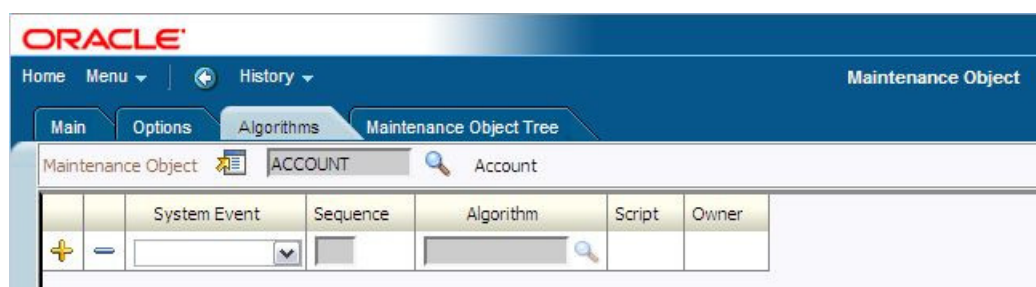 ORACLE
Home Menu History Maintenance Object
Main Options Algorithms Maintenance Object Tree
Maintenance Object ACCOUNT Account
System Event Sequence Algorithm Script Owner